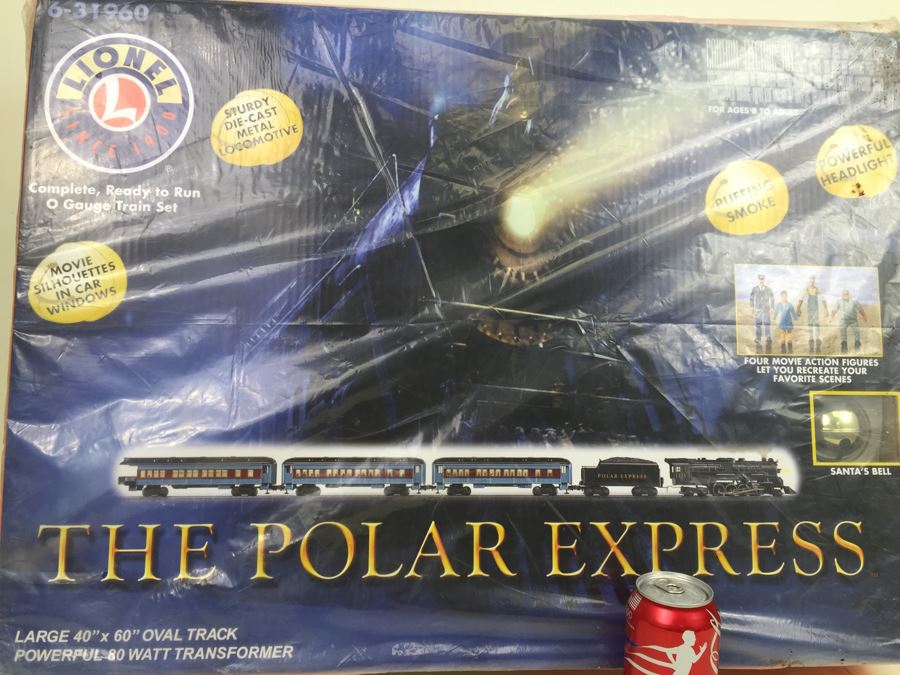 6-31960
LIONEL
L
SINCE 1900
Complete, Ready to Run
O Gauge Train Set
STURDY
DIE-CAST
METAL
LOCOMOTIVE
FOR AGES 8 TO ADULT
PUFFING
SMOKE
POWERFUL
HEADLIGHT
MOVIE
SILHOUETTES
IN CAR
WINDOWS
FOUR MOVIE ACTION FIGURES
LET YOU RECREATE YOUR
FAVORITE SCENES
SANTA'S BELL
POLAR EXPRESS
THE POLAR EXPRESS
LARGE 40" x 60" OVAL TRACK
POWERFUL 80 WATT TRANSFORMER